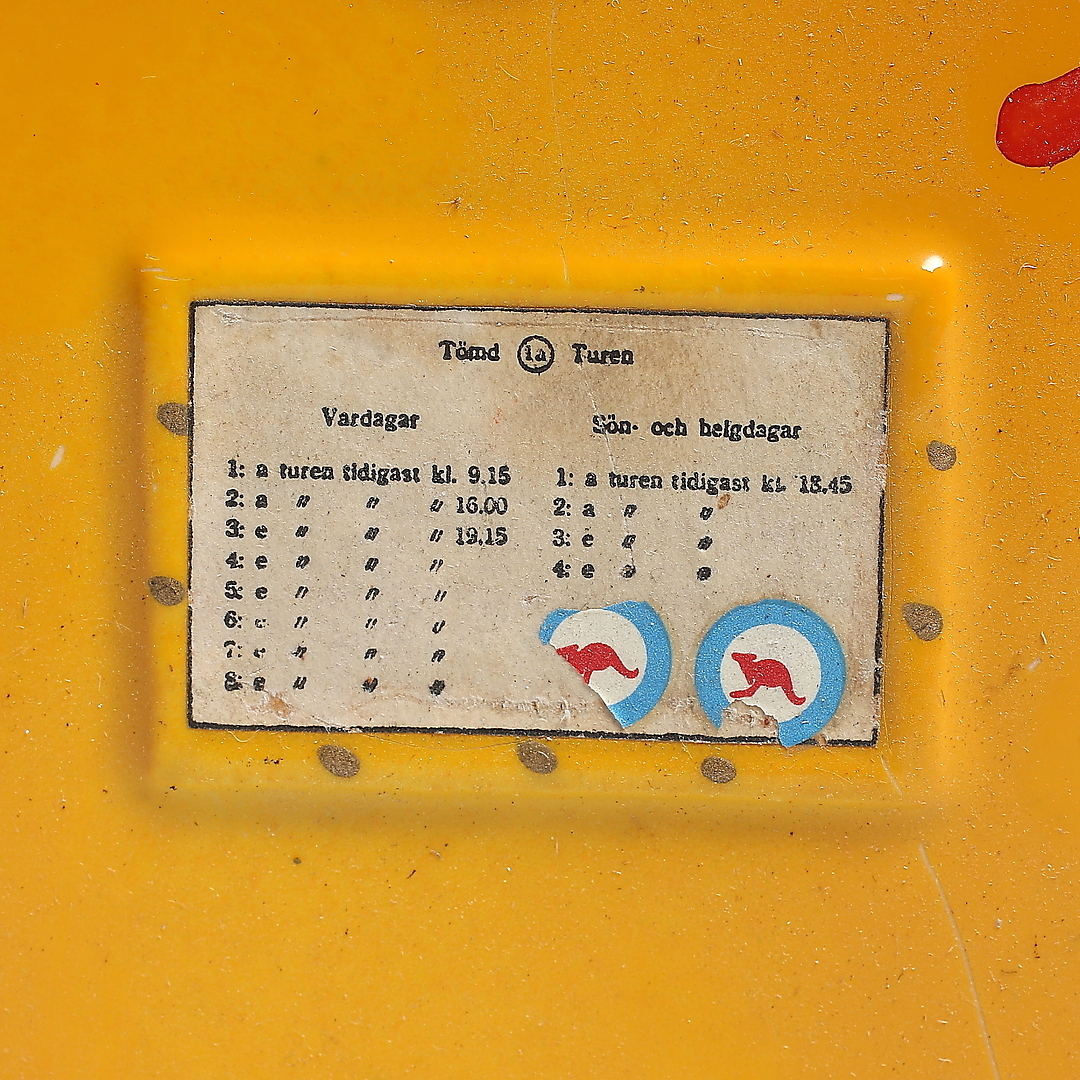 Tömd 1a Turen
Vardagar
1: a turen tidigast kl. 9.15
2: a " " " 16.00
3: e " " " 19.15
4: e " " "
5: e " " "
6: e " " "
7: e " " "
8: e " " "
Sön- och helgdagar
1: a turen tidigast kl. 18.45
2: a " "
3: e " "
4: e " "